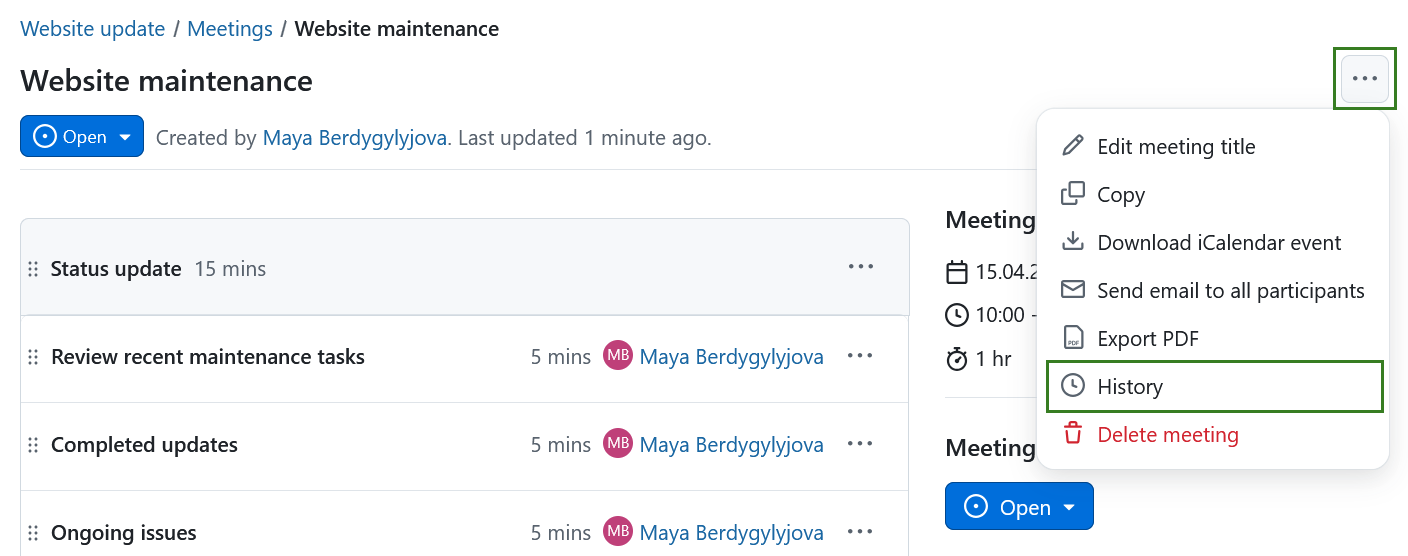 Website update / Meetings / Website maintenance
Website maintenance
Open Created by Maya Berdygylyjova. Last updated 1 minute ago.
Status update 15 mins
Review recent maintenance tasks 5 mins MB Maya Berdygylyjova
Completed updates 5 mins MB Maya Berdygylyjova
Ongoing issues 5 mins MB Maya Berdygylyjova
Meeting
15.04.2
10:00 -
1 hr
Meeting
Open
Edit meeting title
Copy
Download iCalendar event
Send email to all participants
PDF Export PDF
History
Delete meeting